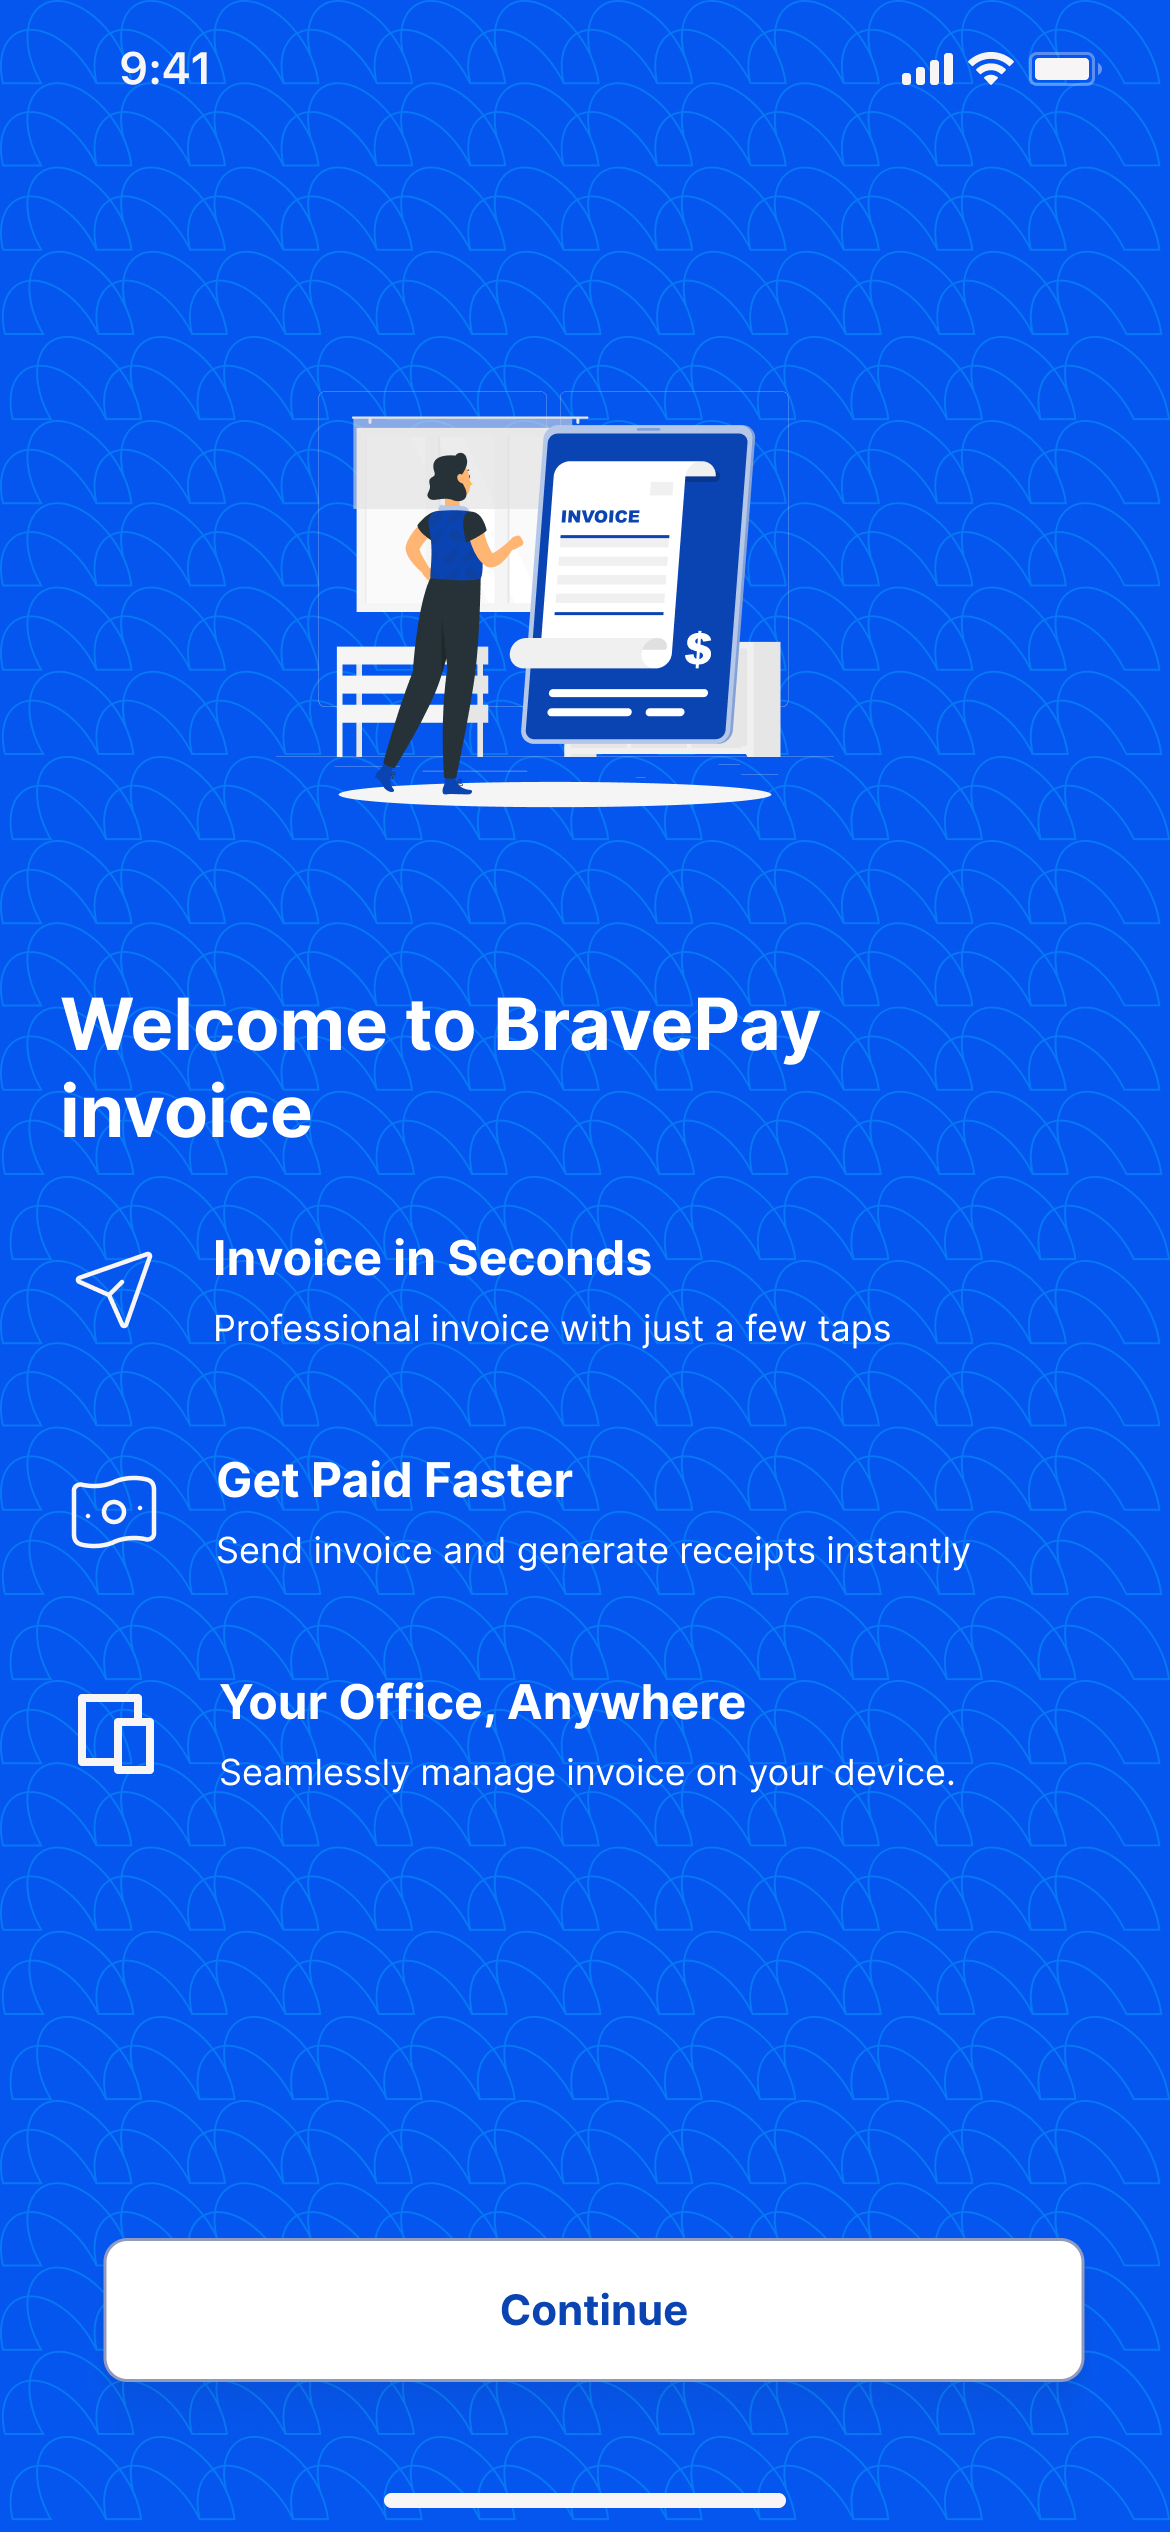 9:41
INVOICE
$
Welcome to BravePay
invoice
Invoice in Seconds
Professional invoice with just a few taps
Get Paid Faster
Send invoice and generate receipts instantly
Your Office, Anywhere
Seamlessly manage invoice on your device.
Continue